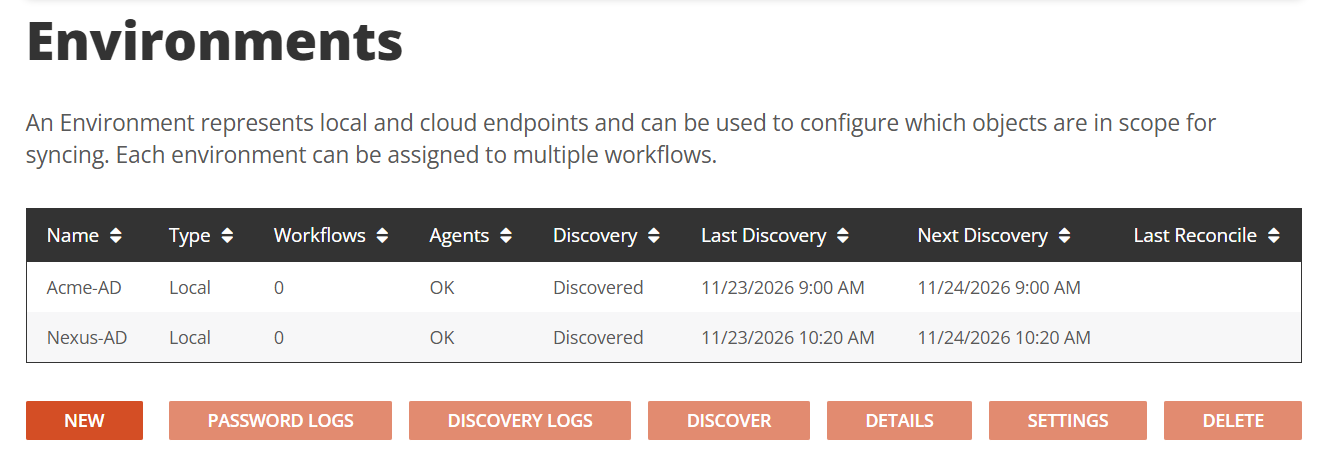 Environments
An Environment represents local and cloud endpoints and can be used to configure which objects are in scope for
syncing. Each environment can be assigned to multiple workflows.
Name Type Workflows Agents Discovery Last Discovery Next Discovery Last Reconcile
Acme-AD Local 0 OK Discovered 11/23/2026 9:00 AM 11/24/2026 9:00 AM
Nexus-AD Local 0 OK Discovered 11/23/2026 10:20 AM 11/24/2026 10:20 AM
NEW PASSWORD LOGS DISCOVERY LOGS DISCOVER DETAILS SETTINGS DELETE